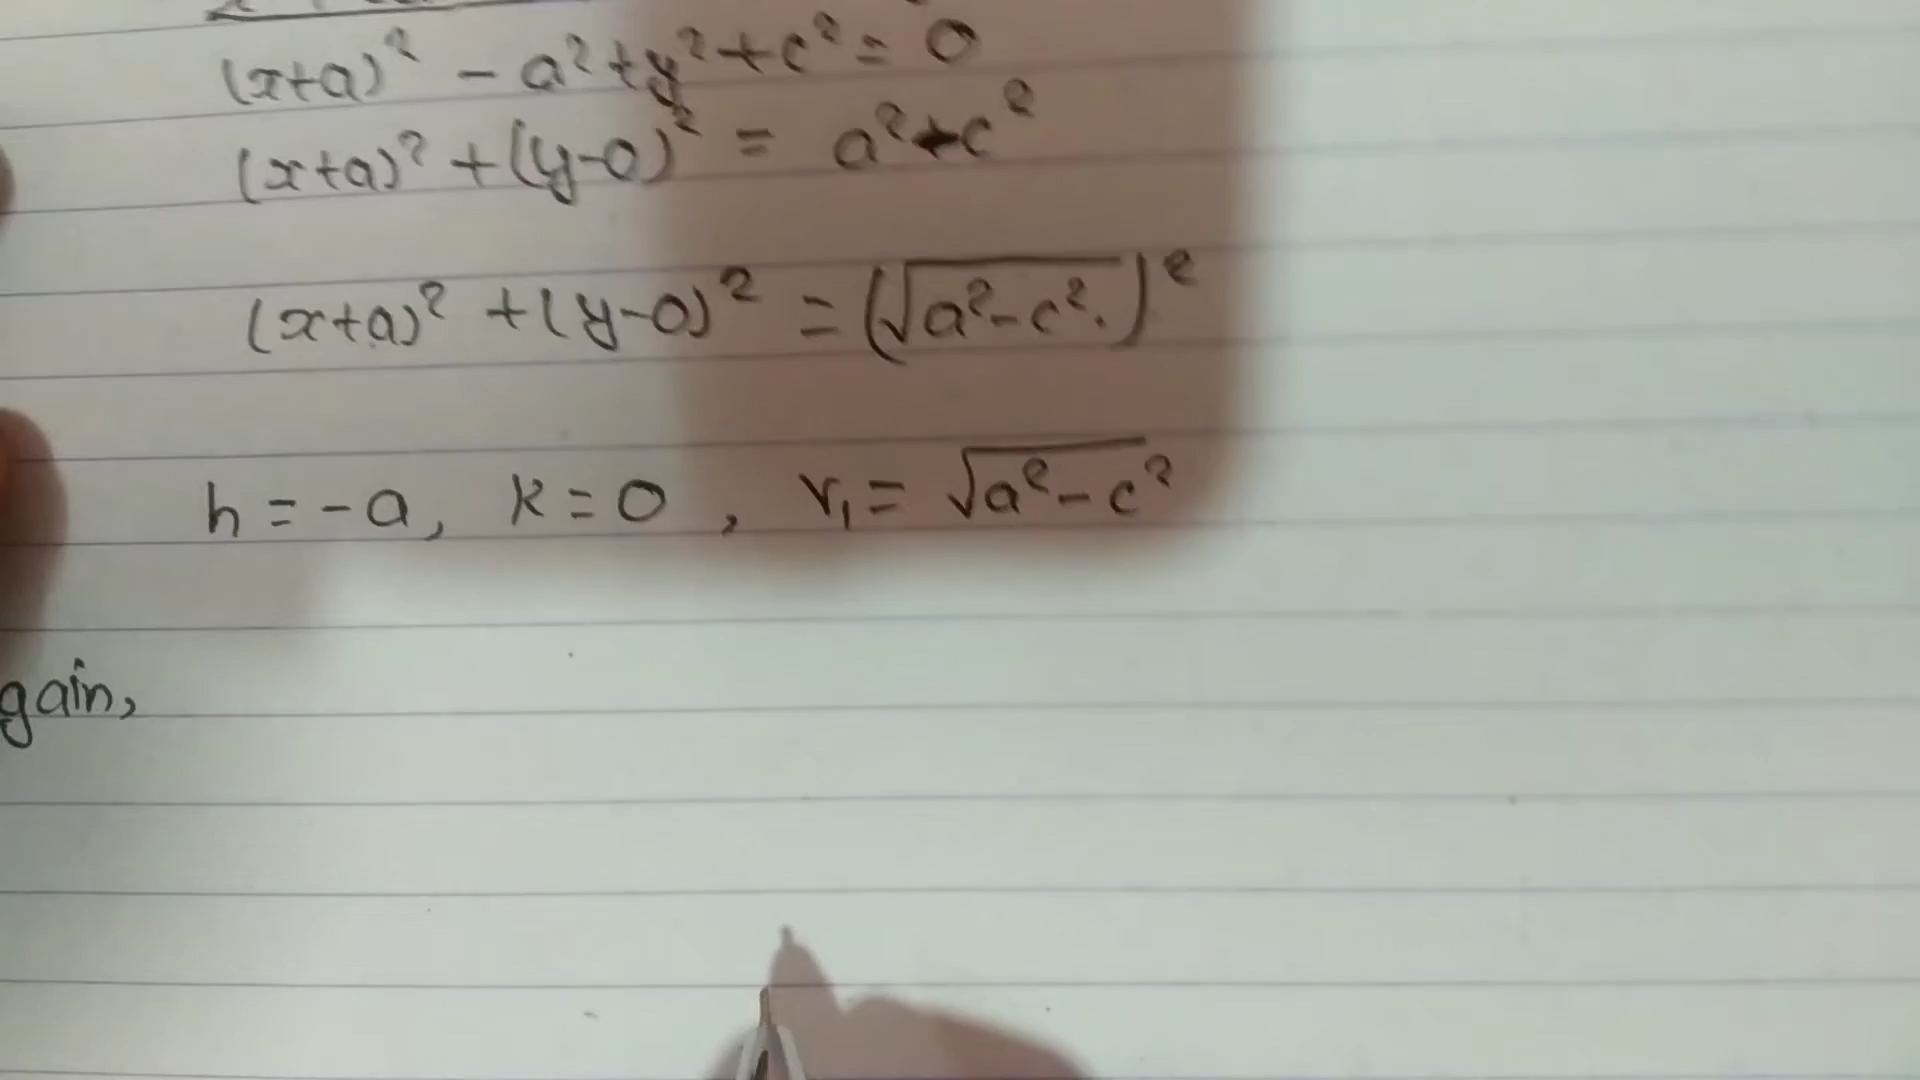 (x+a)² - a² + y² + c² = 0
(x+a)² + (y-0)² = a² - c²
(x+a)² + (y-0)² = (√a²-c².)²
h = -a, k = 0, r₁ = √a²-c²
gain,